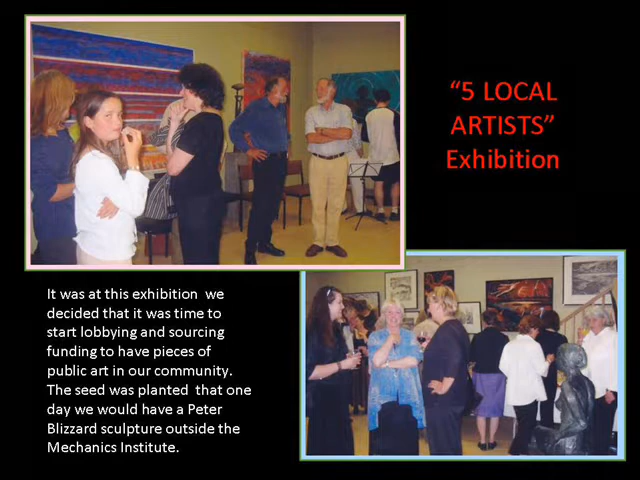 “5 LOCAL
ARTISTS”
Exhibition
It was at this exhibition we
decided that it was time to
start lobbying and sourcing
funding to have pieces of
public art in our community.
The seed was planted that one
day we would have a Peter
Blizzard sculpture outside the
Mechanics Institute.